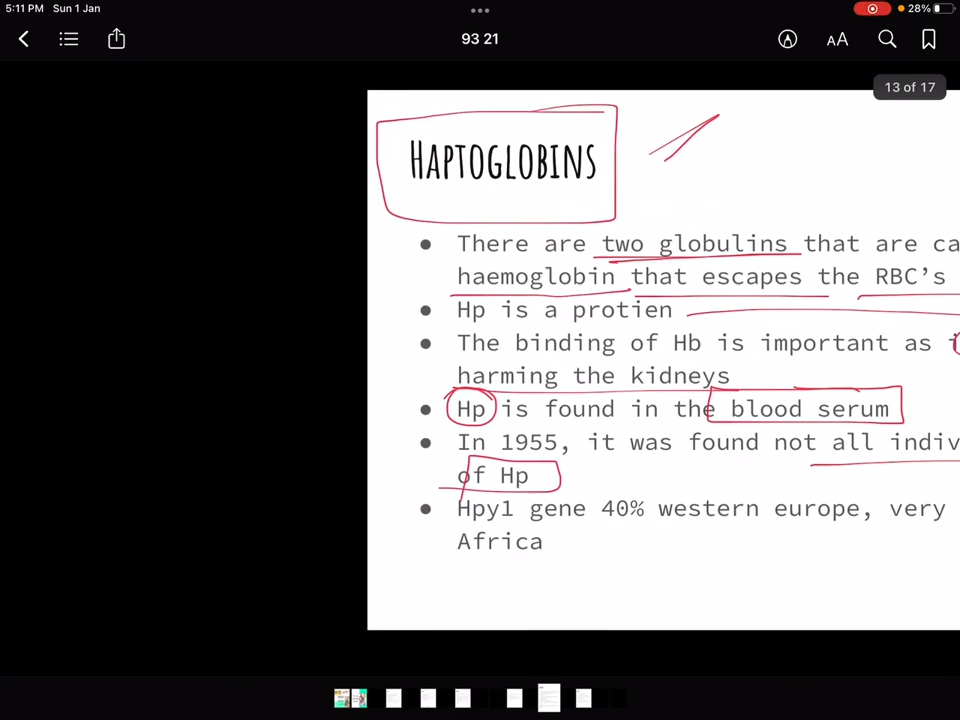 5:11 PM Sun 1 Jan
28%
93 21
AA
13 of 17
HAPTOGLOBINS
There are two globulins that are ca
haemoglobin that escapes the RBC's
Hp is a protien
The binding of Hb is important as i
harming the kidneys
Hp is found in the blood serum
In 1955, it was found not all indiv
of Hp
Hpy1 gene 40% western europe, very
Africa